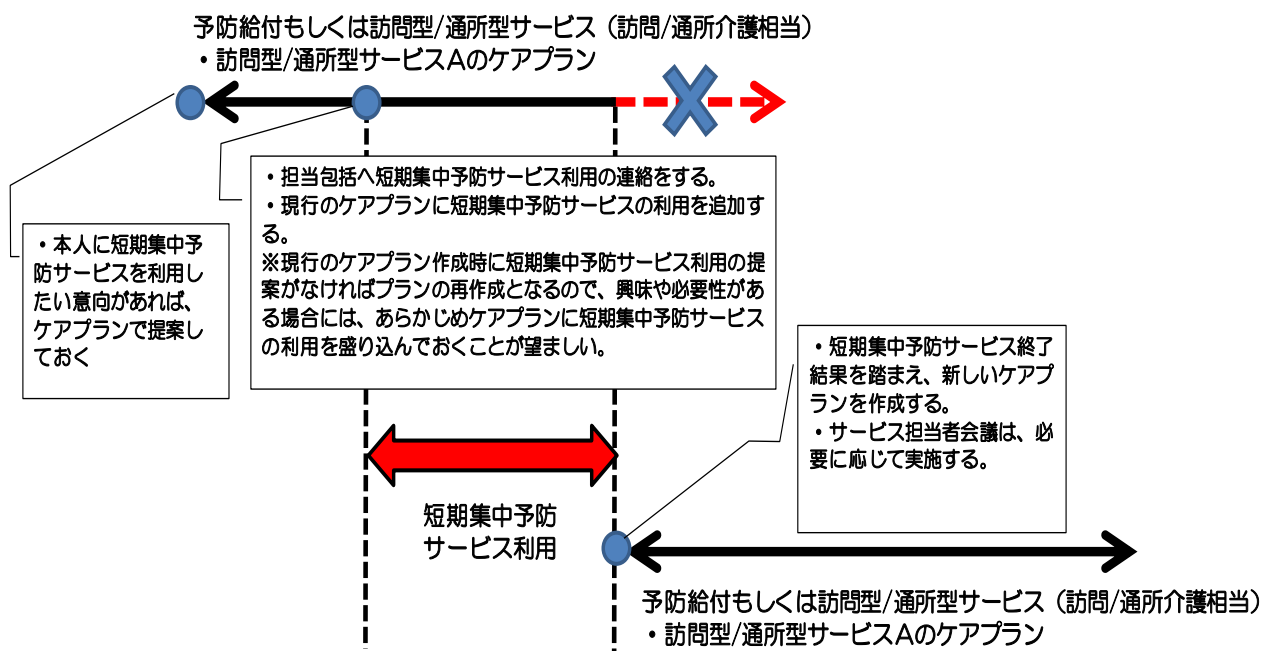 予防給付もしくは訪問型/通所型サービス（訪問/通所介護相当）
・訪問型/通所型サービスAのケアプラン
・担当包括へ短期集中予防サービス利用の連絡をする。
・現行のケアプランに短期集中予防サービスの利用を追加す
る。
※現行のケアプラン作成時に短期集中予防サービス利用の提
案がなければプランの再作成となるので、興味や必要性があ
る場合には、あらかじめケアプランに短期集中予防サービス
の利用を盛り込んでおくことが望ましい。
・本人に短期集中予
防サービスを利用し
たい意向があれば、
ケアプランで提案し
ておく
・短期集中予防サービス終了
結果を踏まえ、新しいケアプ
ランを作成する。
・サービス担当者会議は、必
要に応じて実施する。
短期集中予防
サービス利用
予防給付もしくは訪問型/通所型サービス（訪問/通所介護相当）
・訪問型/通所型サービスAのケアプラン